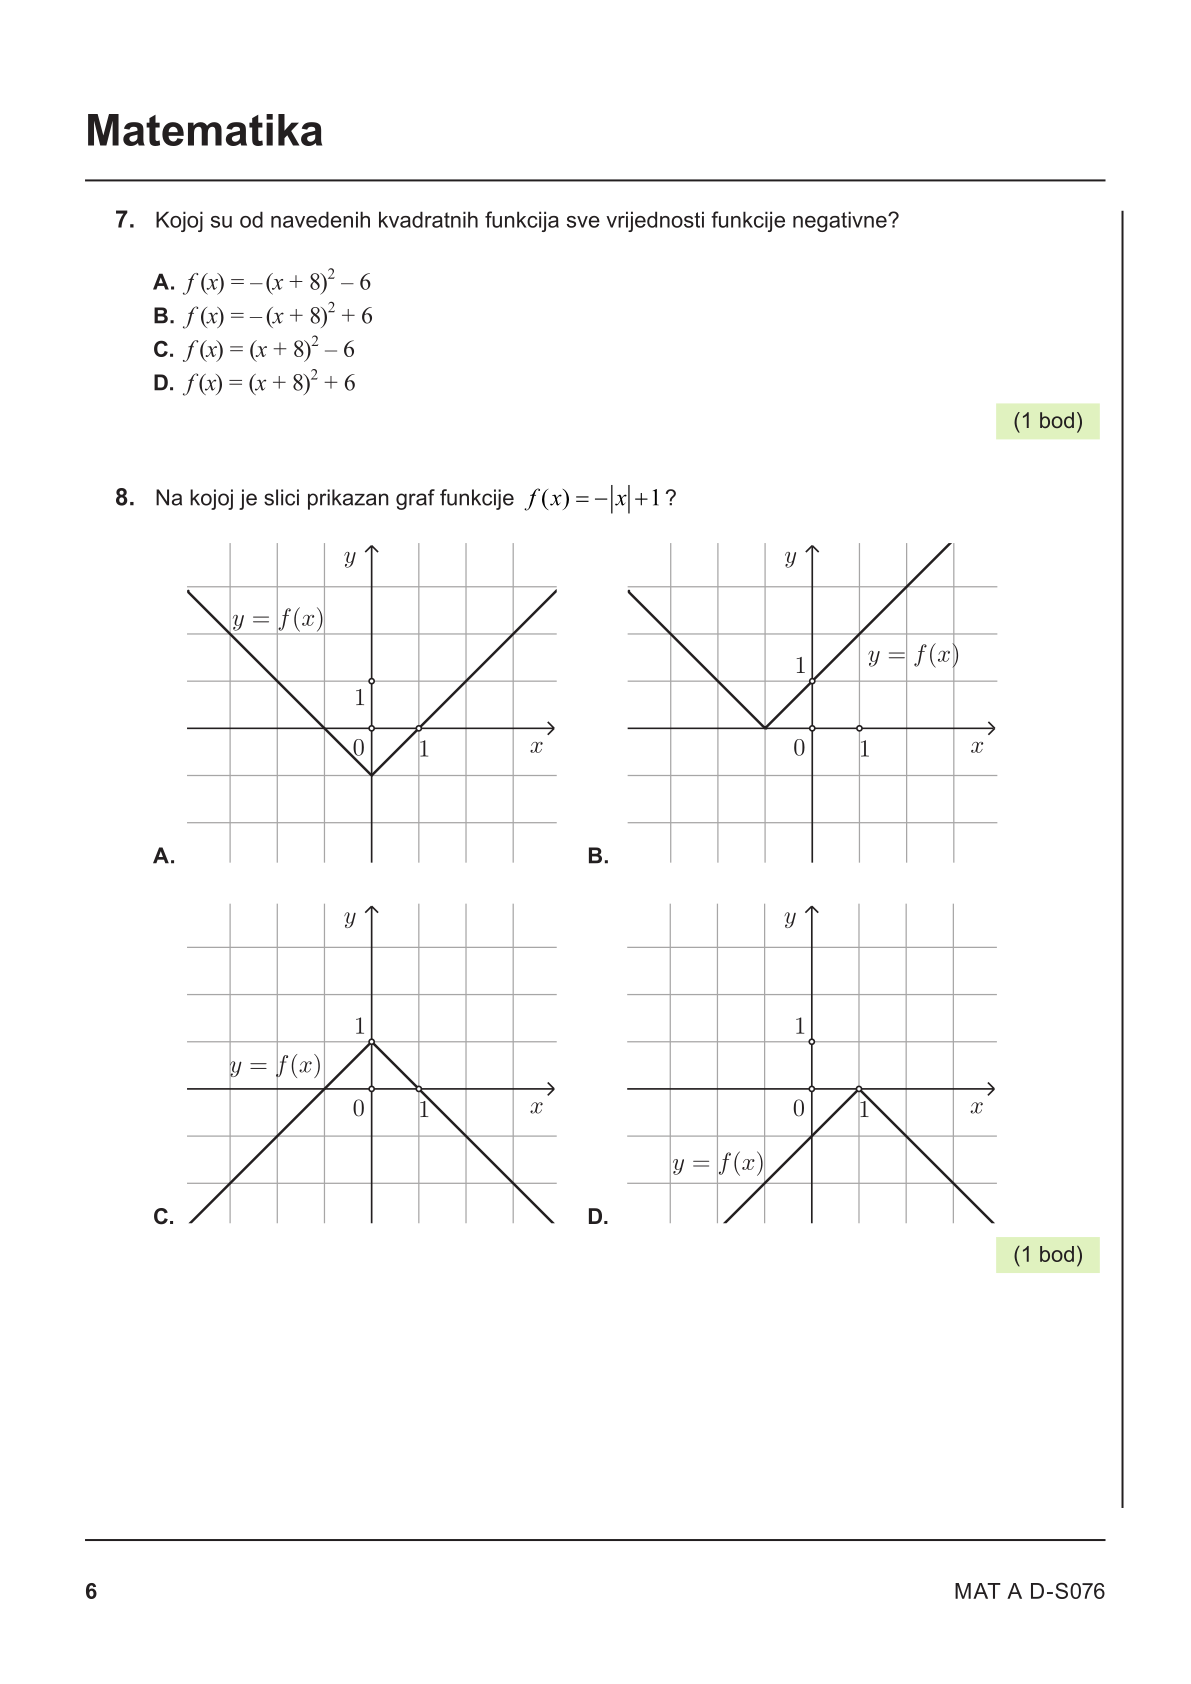 Matematika
7. Kojoj su od navedenih kvadratnih funkcija sve vrijednosti funkcije negativne?
A. f(x) = –(x + 8)² – 6
B. f(x) = –(x + 8)² + 6
C. f(x) = (x + 8)² – 6
D. f(x) = (x + 8)² + 6
(1 bod)
8. Na kojoj je slici prikazan graf funkcije f(x) = −|x| + 1?
y
y = f(x)
1
0
1
x
A.
y
1
y = f(x)
0
1
x
B.
y
1
y = f(x)
0
1
x
C.
y
1
0
1
x
y = f(x)
D.
(1 bod)
6
MAT A D-S076